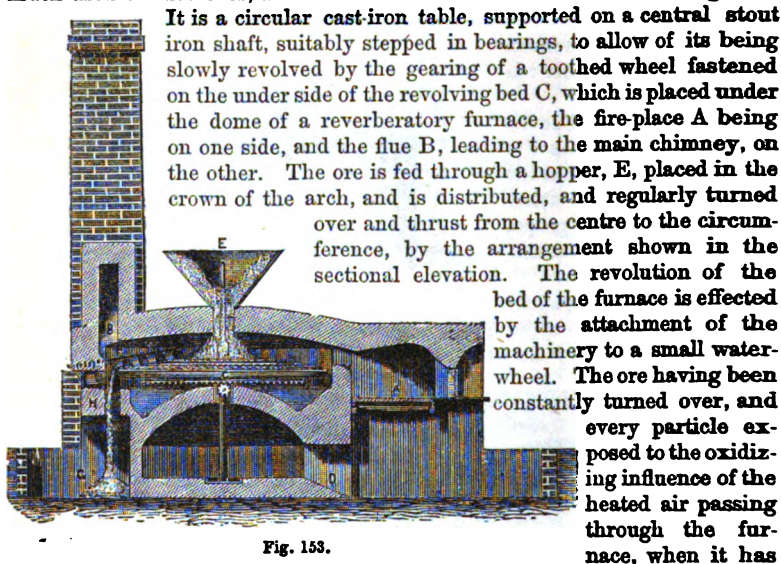 It is a circular cast-iron table, supported on a central stout
iron shaft, suitably stepped in bearings, to allow of its being
slowly revolved by the gearing of a toothed wheel fastened
on the under side of the revolving bed C, which is placed under
the dome of a reverberatory furnace, the fire-place A being
on one side, and the flue B, leading to the main chimney, on
the other. The ore is fed through a hopper, E, placed in the
crown of the arch, and is distributed, and regularly turned
over and thrust from the centre to the circum-
ference, by the arrangement shown in the
sectional elevation. The revolution of the
bed of the furnace is effected
by the attachment of the
machinery to a small water-
wheel. The ore having been
constantly turned over, and
every particle ex-
posed to the oxidiz-
ing influence of the
heated air passing
through the fur-
nace, when it has
E
B
C
H
G
D
Fig. 153.